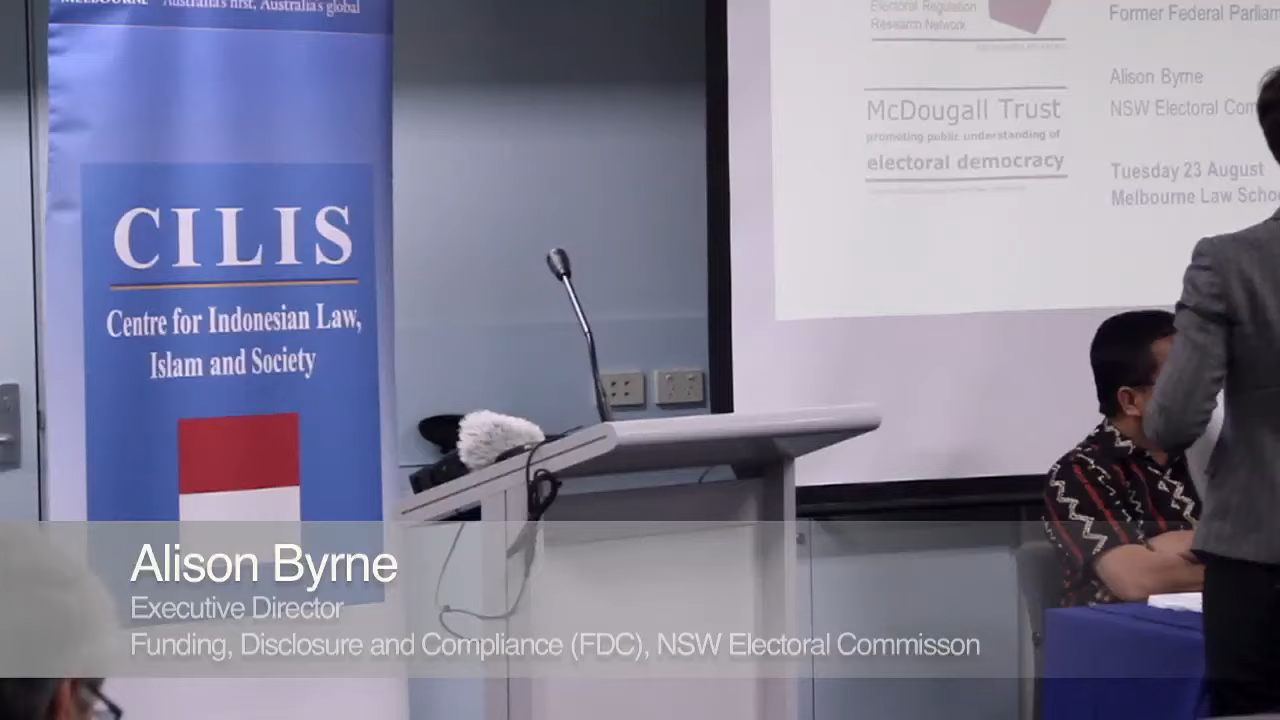 MELBOURNE Australia's first, Australia's global
CILIS
Centre for Indonesian Law,
Islam and Society
Electoral Regulation
Research Network
McDougall Trust
promoting public understanding of
electoral democracy
Former Federal Parliam
Alison Byrne
NSW Electoral Com
Tuesday 23 August
Melbourne Law Schoo
Alison Byrne
Executive Director
Funding, Disclosure and Compliance (FDC), NSW Electoral Commisson